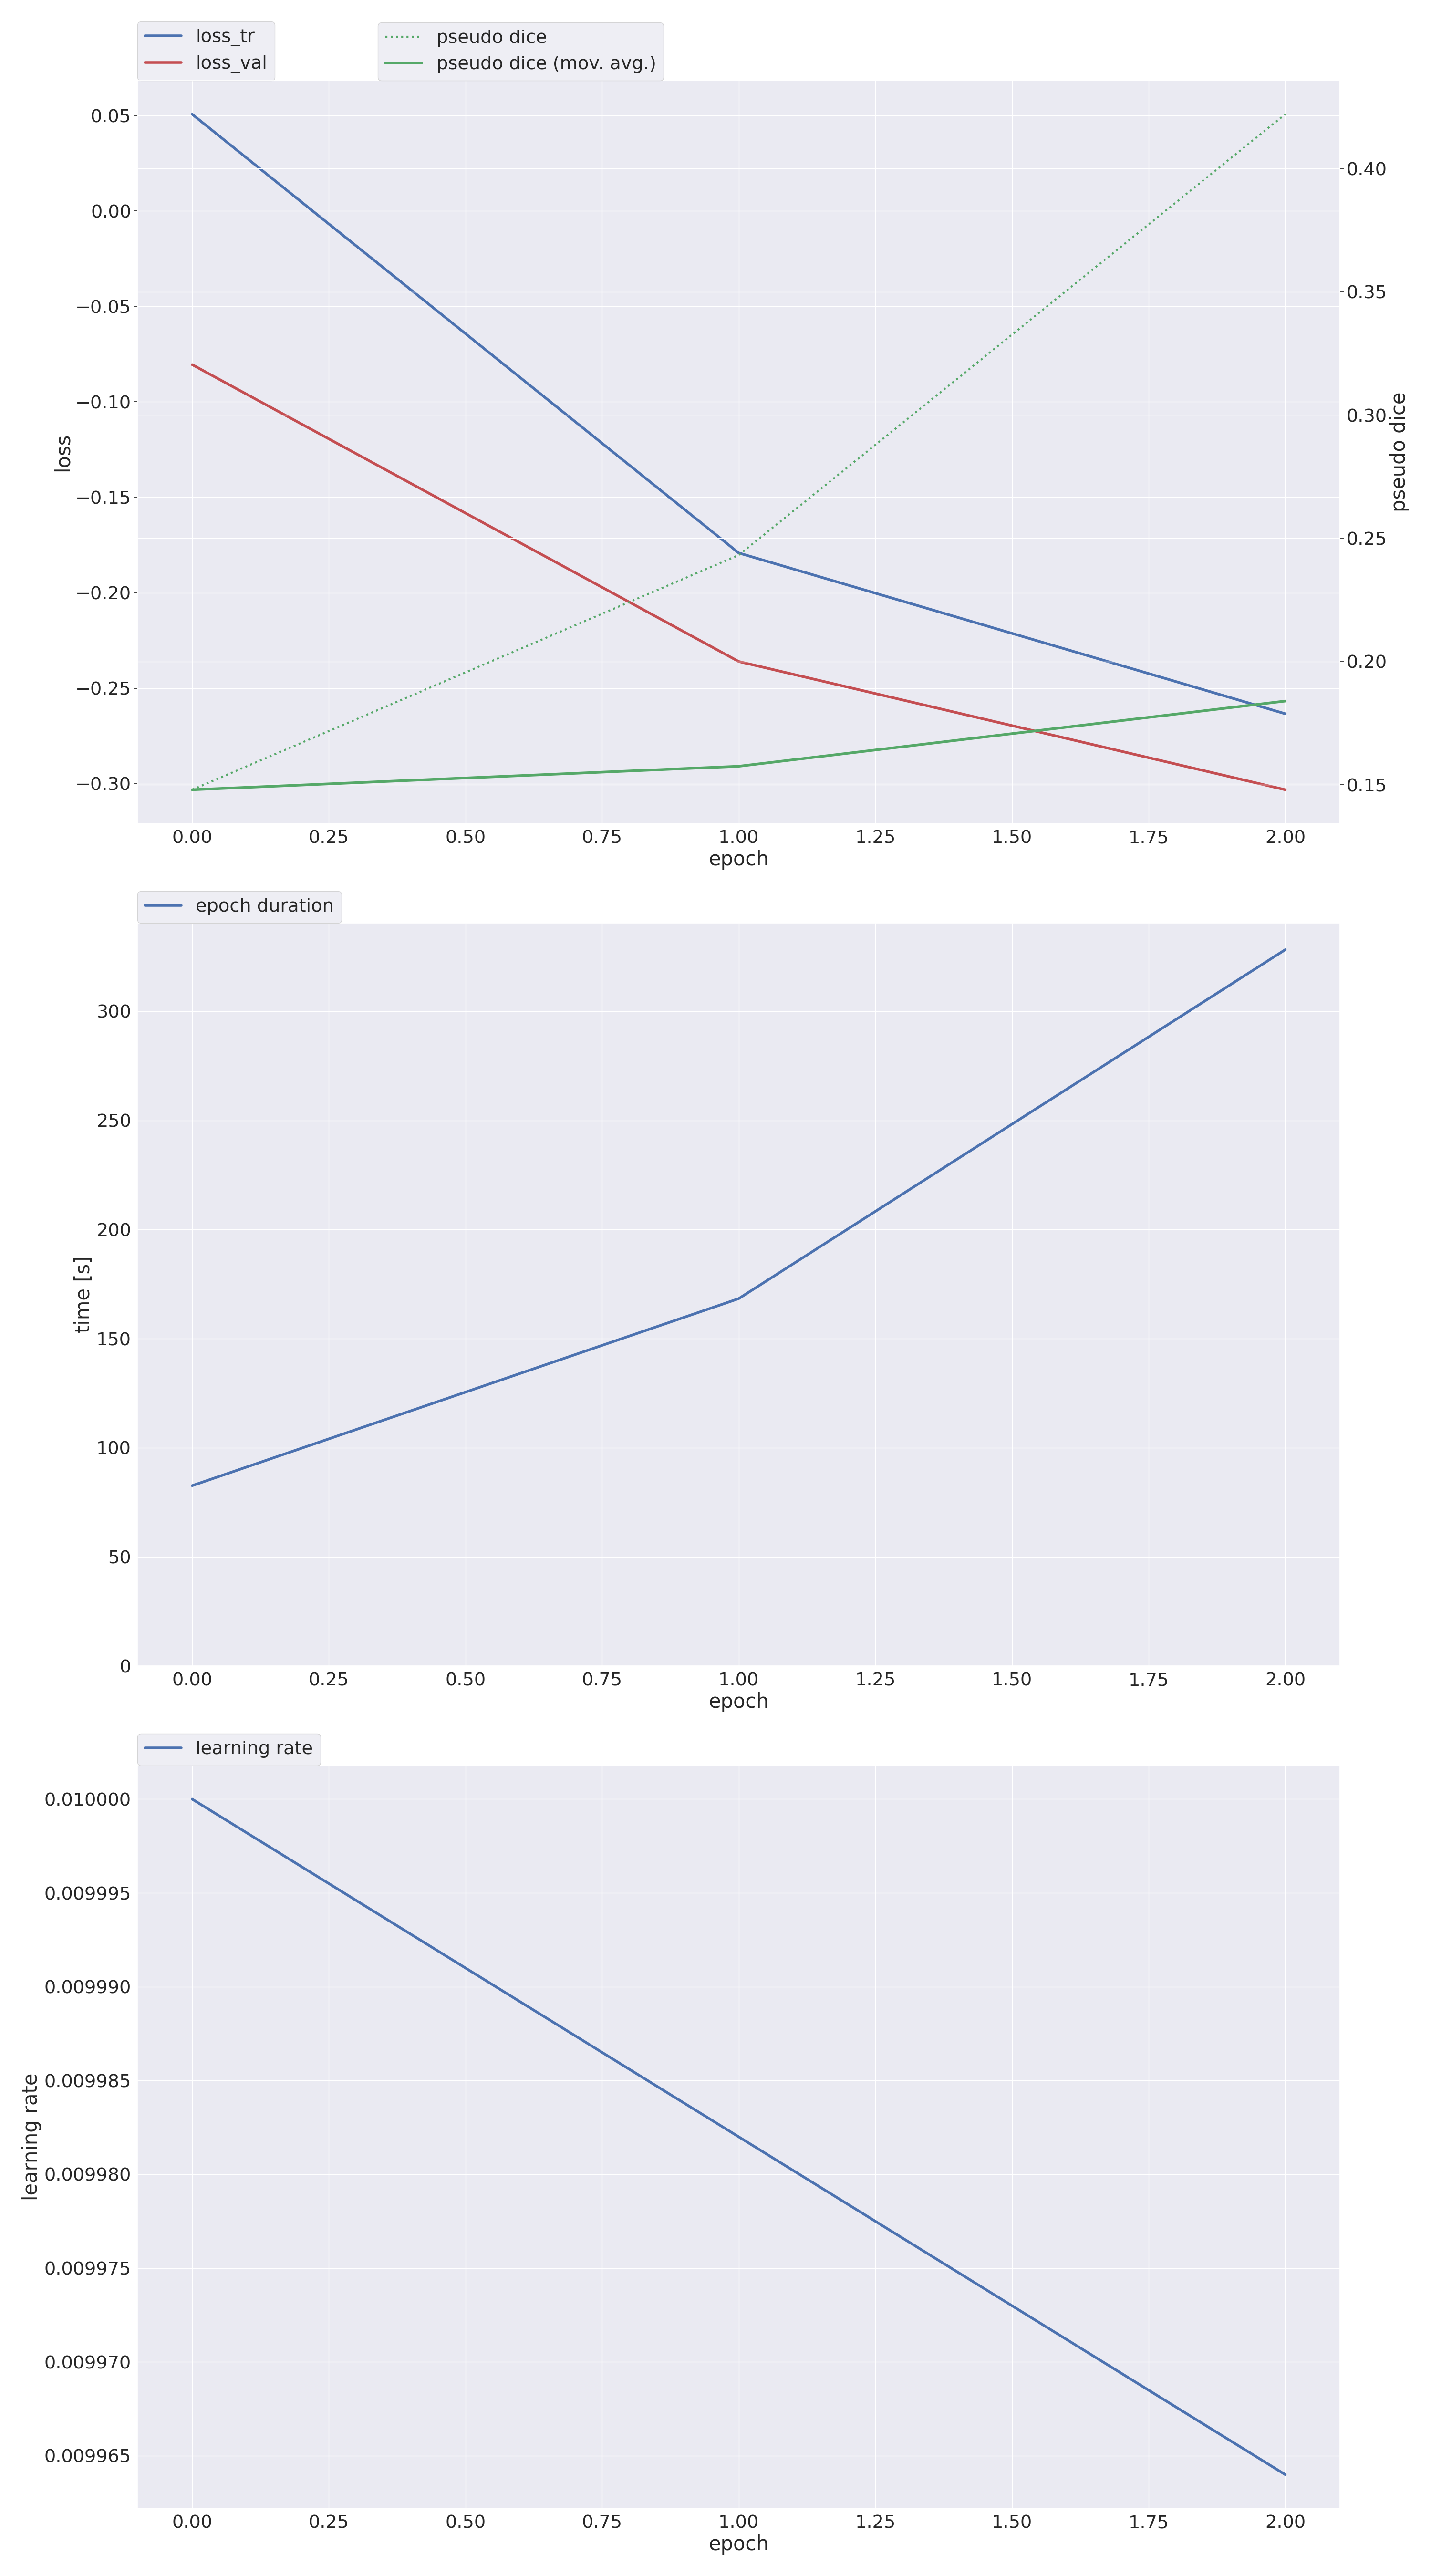 loss_tr
loss_val
pseudo dice
pseudo dice (mov. avg.)
0.05
0.00
−0.05
−0.10
−0.15
−0.20
−0.25
−0.30
loss
0.40
0.35
0.30
0.25
0.20
0.15
pseudo dice
0.00 0.25 0.50 0.75 1.00 1.25 1.50 1.75 2.00
epoch
epoch duration
300
250
200
150
100
50
0
time [s]
0.00 0.25 0.50 0.75 1.00 1.25 1.50 1.75 2.00
epoch
learning rate
0.010000
0.009995
0.009990
0.009985
0.009980
0.009975
0.009970
0.009965
learning rate
0.00 0.25 0.50 0.75 1.00 1.25 1.50 1.75 2.00
epoch